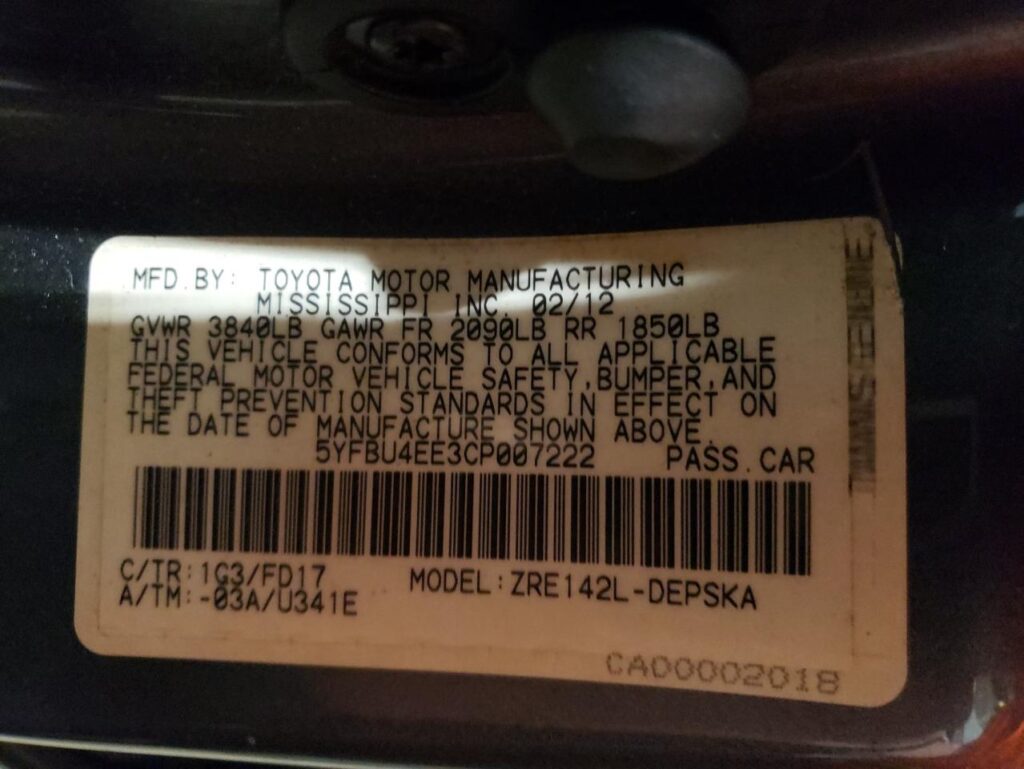 MFD.BY: TOYOTA MOTOR MANUFACTURING
MISSISSIPPI INC. 02/12
GVWR 3840LB GAWR FR 2090LB RR 1850LB
THIS VEHICLE CONFORMS TO ALL APPLICABLE
FEDERAL MOTOR VEHICLE SAFETY,BUMPER,AND
THEFT PREVENTION STANDARDS IN EFFECT ON
THE DATE OF MANUFACTURE SHOWN ABOVE.
5YFBU4EE3CP007222 PASS.CAR
C/TR:1G3/FD17 MODEL:ZRE142L-DEPSKA
A/TM:-03A/U341E
CA00002018